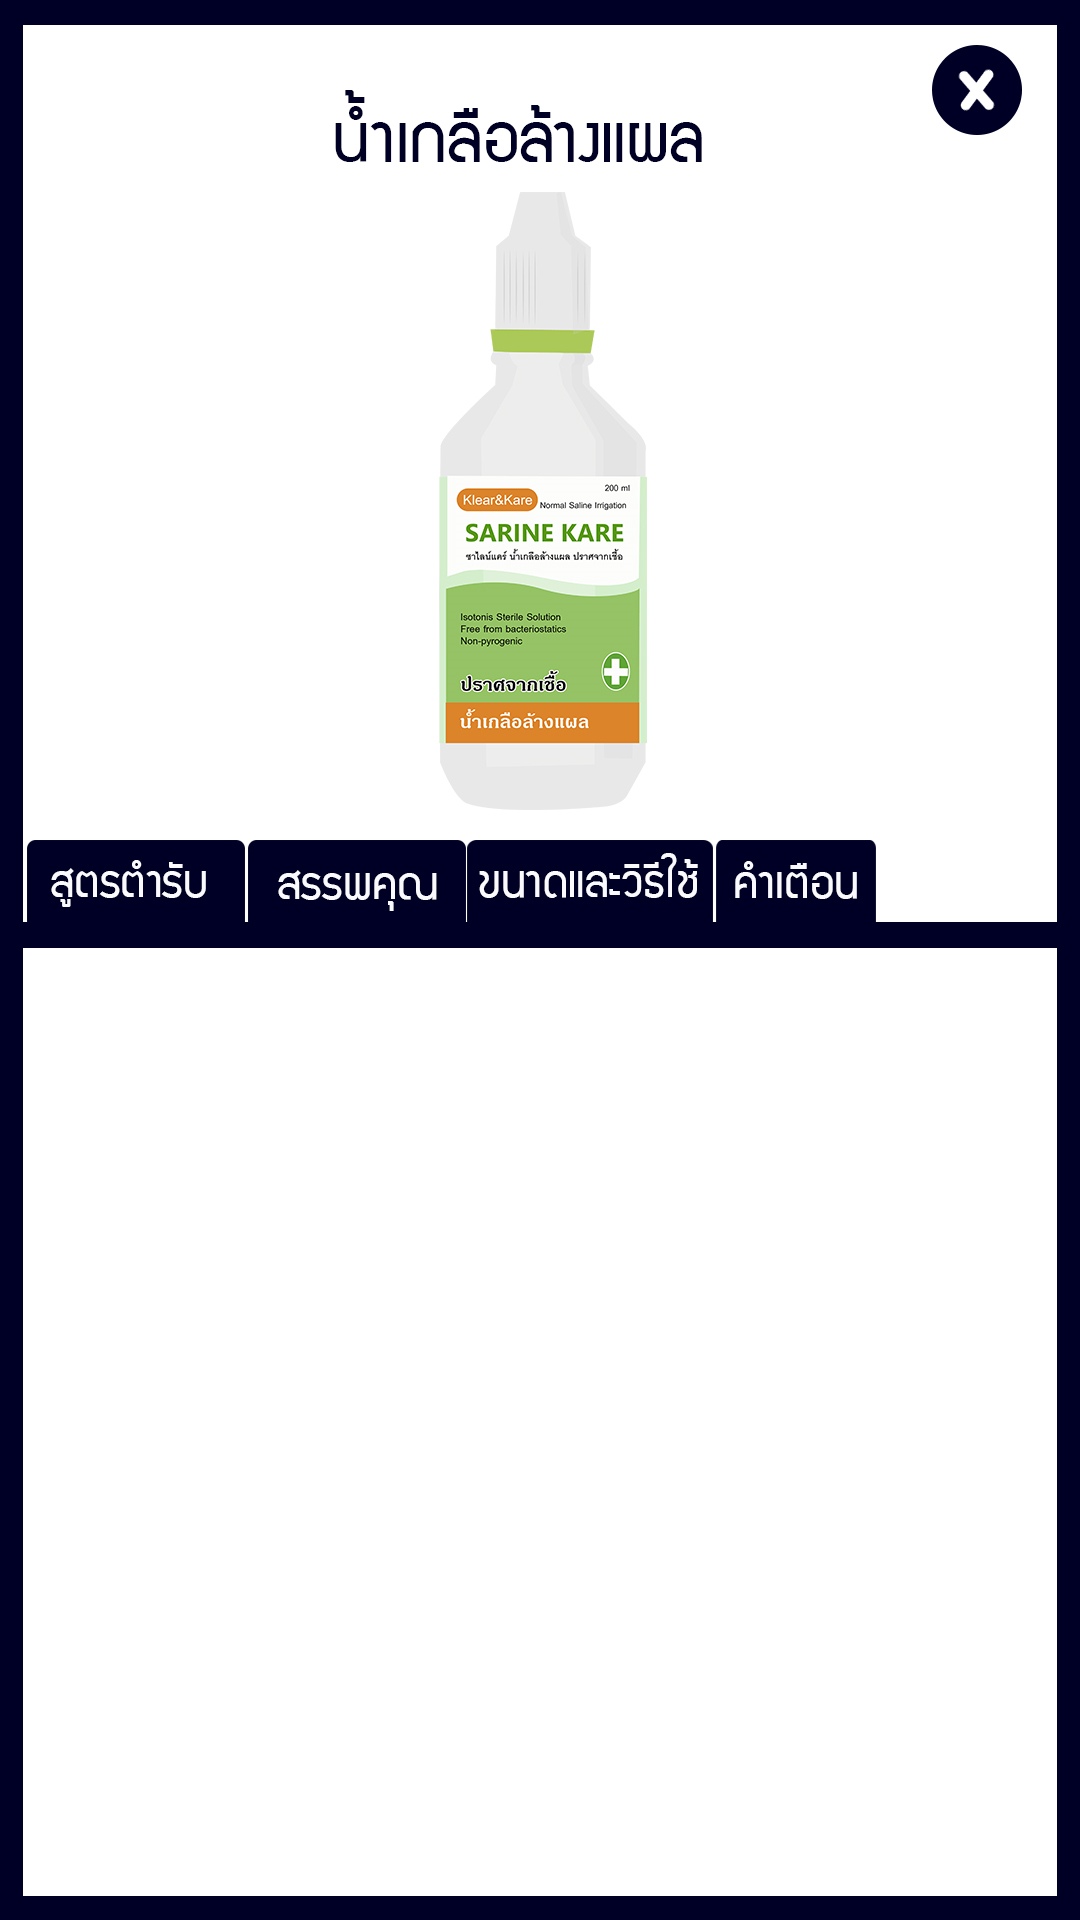 น้ำเกลือล้างแผล
X
200 ml
Klear&Kare Normal Saline Irrigation
SARINE KARE
ซาไลน์แคร์ น้ำเกลือล้างแผล ปราศจากเชื้อ
Isotonis Sterile Solution
Free from bacteriostatics
Non-pyrogenic
ปราศจากเชื้อ
น้ำเกลือล้างแผล
สูตรตำรับ สรรพคุณ ขนาดและวิธีใช้ คำเตือน